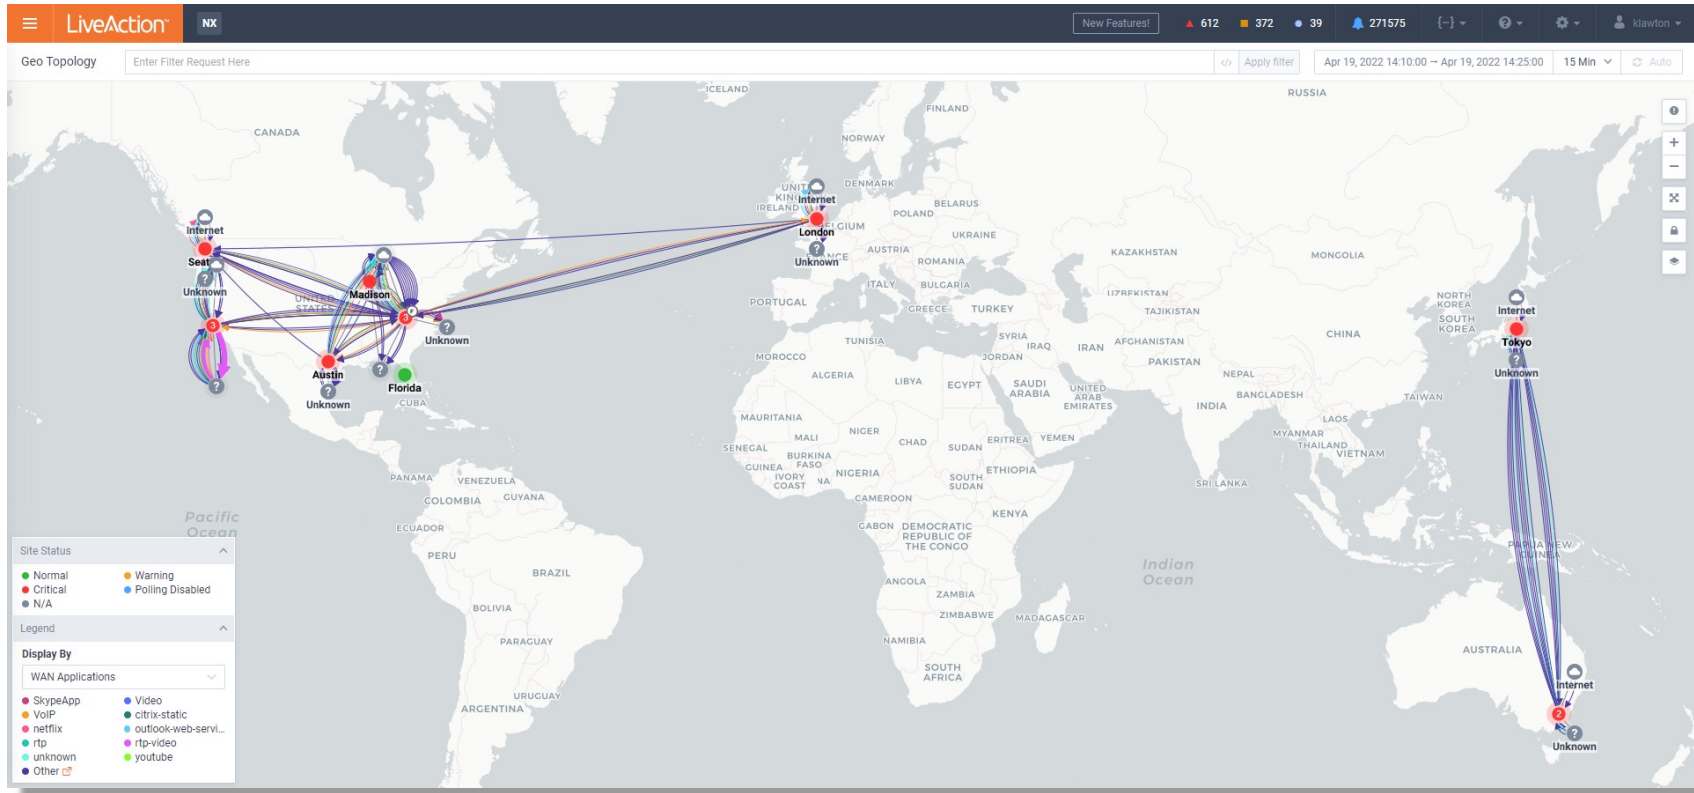 LiveAction
NX
New Features!
612
372
39
271575
{--}
klawton
Geo Topology
Enter Filter Request Here
</>
Apply filter
Apr 19, 2022 14:10:00 → Apr 19, 2022 14:25:00
15 Min
Auto
ICELAND
RUSSIA
FINLAND
CANADA
NORWAY
DENMARK
Internet
IRELAND
BELARUS
POLAND
Internet
London
UKRAINE
Seat
AUSTRIA
KAZAKHSTAN
MONGOLIA
Unknown
ROMANIA
Unknown
Madison
UNITED
STATES
ITALY
BULGARIA
UZBEKISTAN
NORTH
KOREA
PORTUGAL
GREECE
TURKEY
TAJIKISTAN
Internet
3
3
F
SOUTH
KOREA
Unknown
TUNISIA
SYRIA
IRAQ
IRAN
AFGHANISTAN
CHINA
Tokyo
MOROCCO
JORDAN
PAKISTAN
Austin
ALGERIA
LIBYA
EGYPT
SAUDI
ARABIA
UNITED
ARAB
EMIRATES
NEPAL
Unknown
Florida
BANGLADESH
TAIWAN
Unknown
CUBA
INDIA
MAURITANIA
LAOS
MALI
NIGER
CHAD
SUDAN
ERITREA
YEMEN
MYANMAR
THAILAND
VIETNAM
SENEGAL
BURKINA
FASO
GUINEA
IVORY
COAST
NIGERIA
SOUTH
SUDAN
ETHIOPIA
SRI LANKA
PANAMA
VENEZUELA
GUYANA
COLOMBIA
CAMEROON
KENYA
Pacific
Ocean
ECUADOR
GABON
DEMOCRATIC
REPUBLIC OF
THE CONGO
PERU
PAPUA NEW
GUINEA
BRAZIL
Indian
Ocean
ANGOLA
ZAMBIA
BOLIVIA
ZIMBABWE
MADAGASCAR
PARAGUAY
NAMIBIA
AUSTRALIA
SOUTH
AFRICA
Internet
URUGUAY
ARGENTINA
2
Unknown
Site Status
Normal
Warning
Critical
Polling Disabled
N/A
Legend
Display By
WAN Applications
SkypeApp
Video
VoIP
citrix-static
netflix
outlook-web-servi...
rtp
rtp-video
unknown
youtube
Other